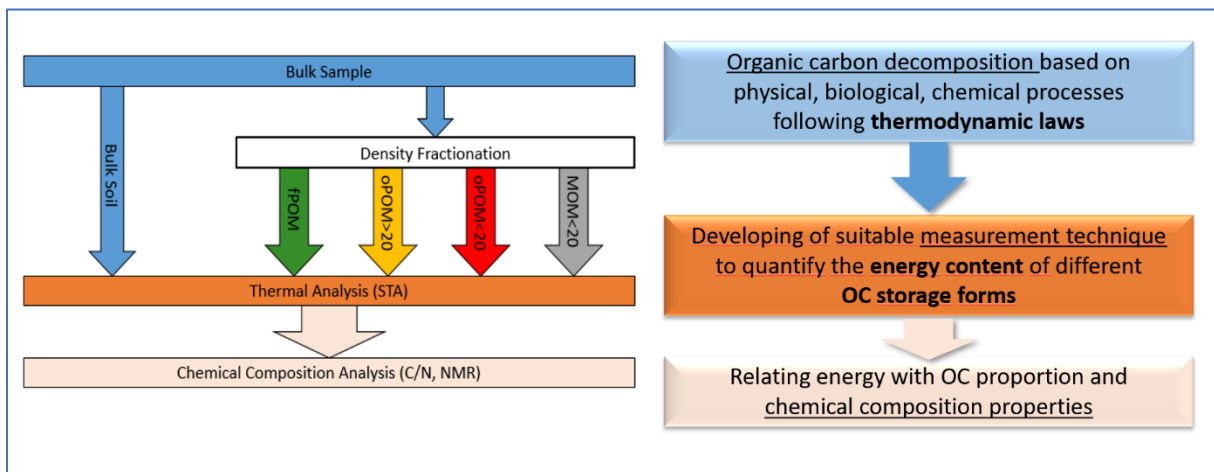 Bulk Sample
Bulk Soil
Density Fractionation
fPOM
oPOM>20
oPOM<20
MOM<20
Thermal Analysis (STA)
Chemical Composition Analysis (C/N, NMR)
Organic carbon decomposition based on
physical, biological, chemical processes
following thermodynamic laws
Developing of suitable measurement technique
to quantify the energy content of different
OC storage forms
Relating energy with OC proportion and
chemical composition properties